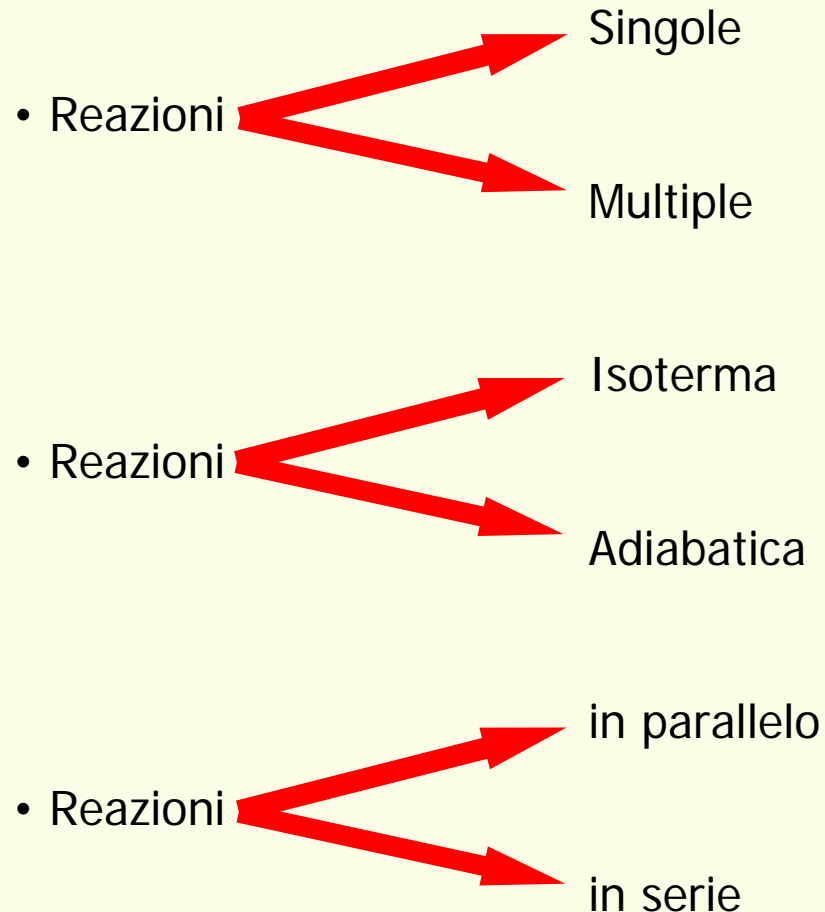 Singole
• Reazioni
Multiple
Isoterma
• Reazioni
Adiabatica
in parallelo
• Reazioni
in serie